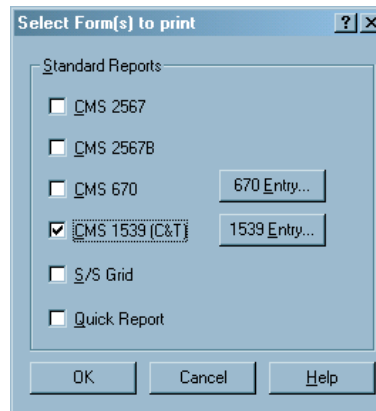 Select Form(s) to print
Standard Reports
CMS 2567
CMS 2567B
CMS 670
670 Entry...
CMS 1539 (C&T)
1539 Entry...
S/S Grid
Quick Report
OK Cancel Help